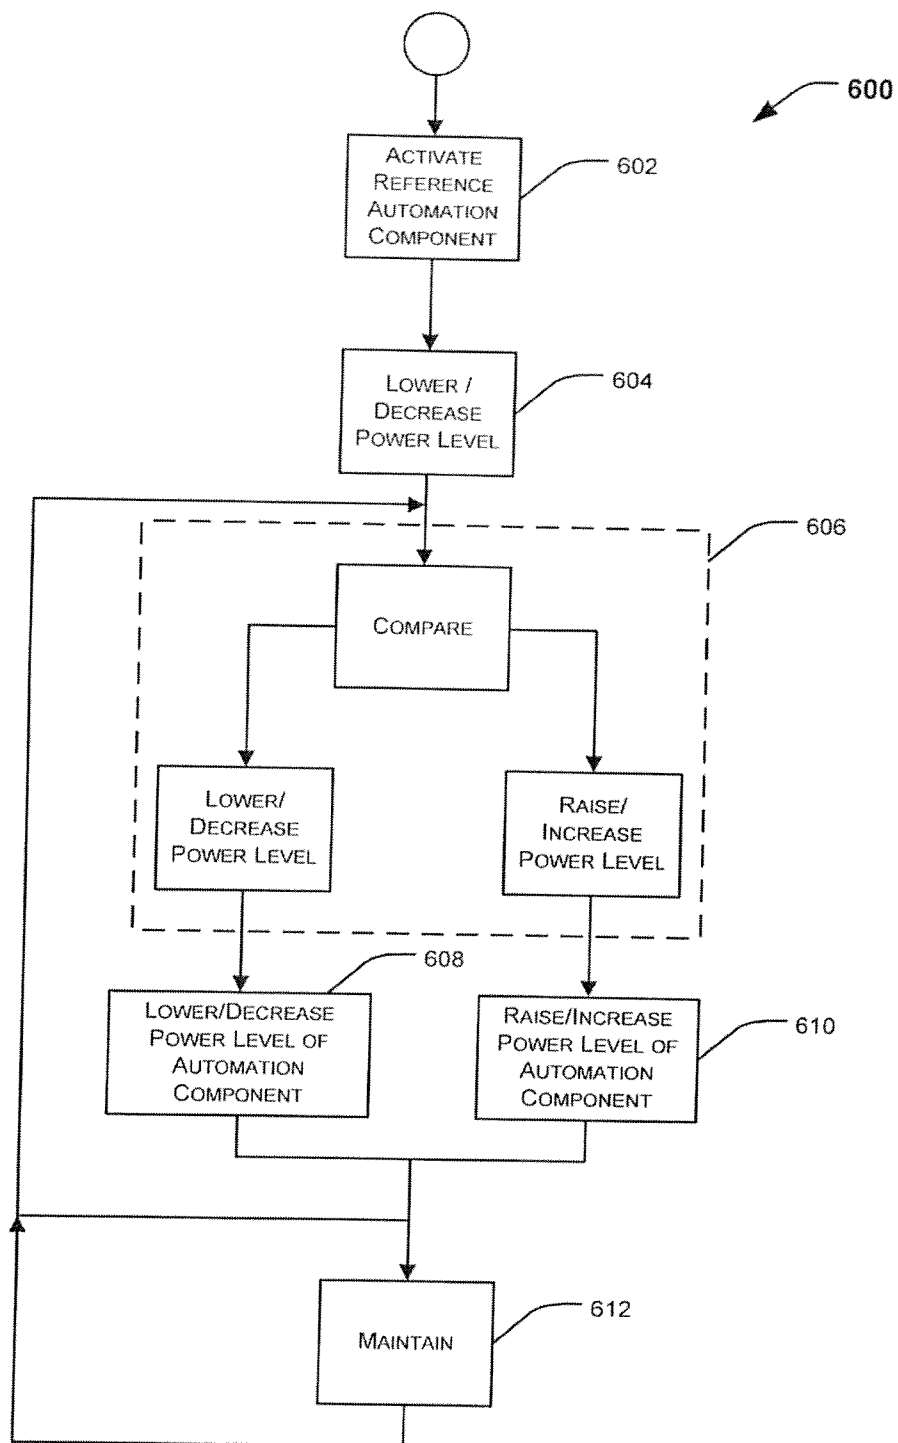 600
ACTIVATE
REFERENCE
AUTOMATION
COMPONENT
602
LOWER /
DECREASE
POWER LEVEL
604
606
COMPARE
LOWER/
DECREASE
POWER LEVEL
RAISE/
INCREASE
POWER LEVEL
608
LOWER/DECREASE
POWER LEVEL OF
AUTOMATION
COMPONENT
RAISE/INCREASE
POWER LEVEL OF
AUTOMATION
COMPONENT
610
MAINTAIN
612